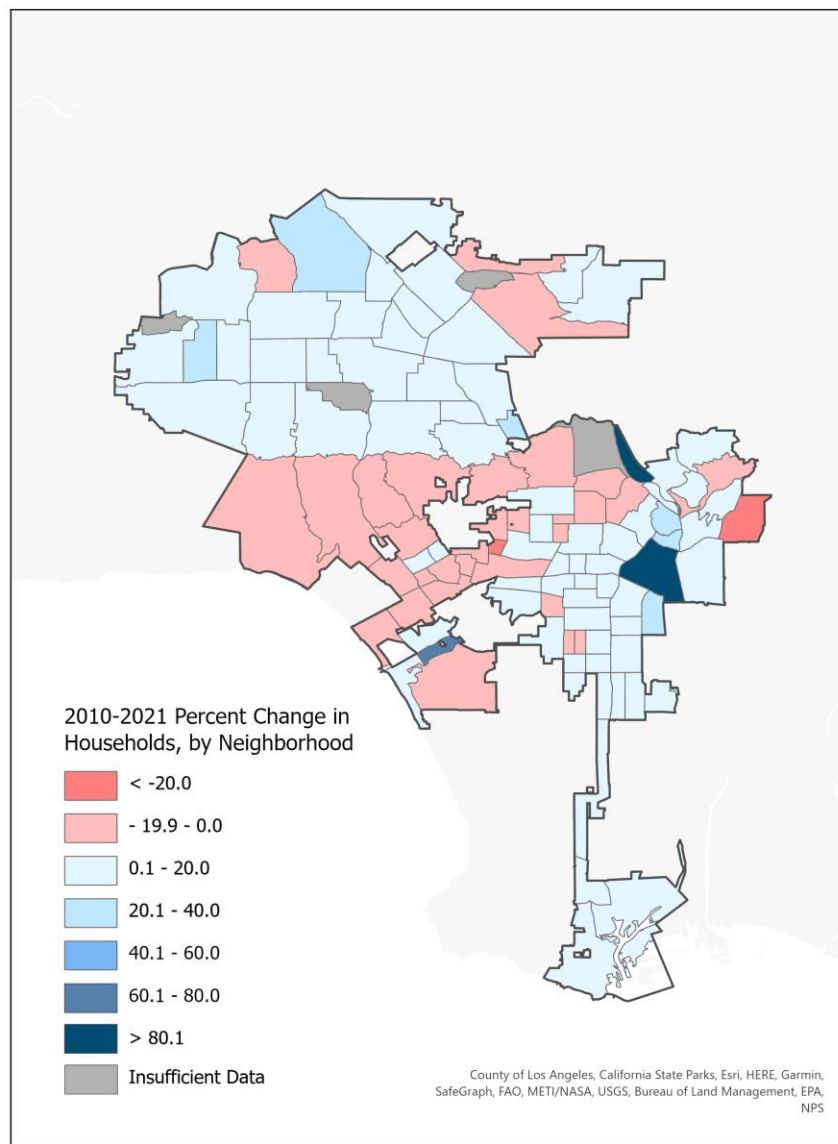 2010-2021 Percent Change in
Households, by Neighborhood
< -20.0
- 19.9 - 0.0
0.1 - 20.0
20.1 - 40.0
40.1 - 60.0
60.1 - 80.0
> 80.1
Insufficient Data
County of Los Angeles, California State Parks, Esri, HERE, Garmin,
SafeGraph, FAO, METI/NASA, USGS, Bureau of Land Management, EPA,
NPS